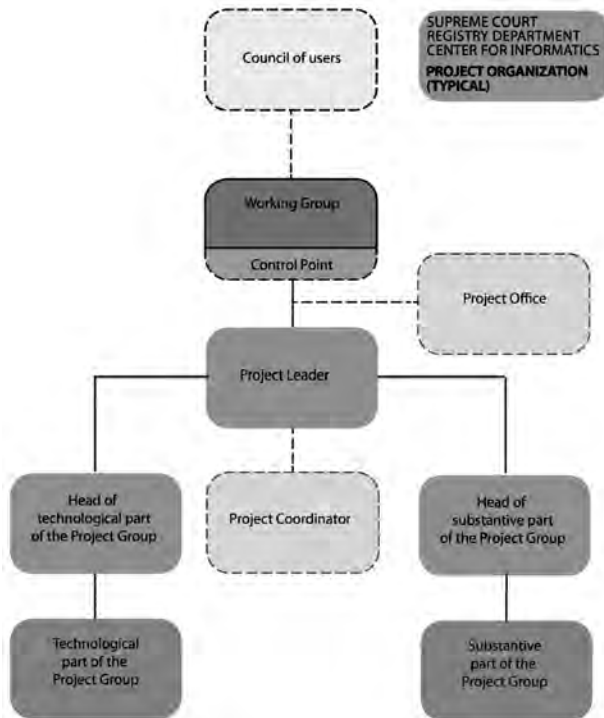 SUPREME COURT
REGISTRY DEPARTMENT
CENTER FOR INFORMATICS
PROJECT ORGANIZATION
(TYPICAL)
Council of users
Working Group
Control Point
Project Office
Project Leader
Head of
technological part
of the Project Group
Project Coordinator
Head of
substantive part
of the Project Group
Technological
part of the
Project Group
Substantive
part of the
Project Group